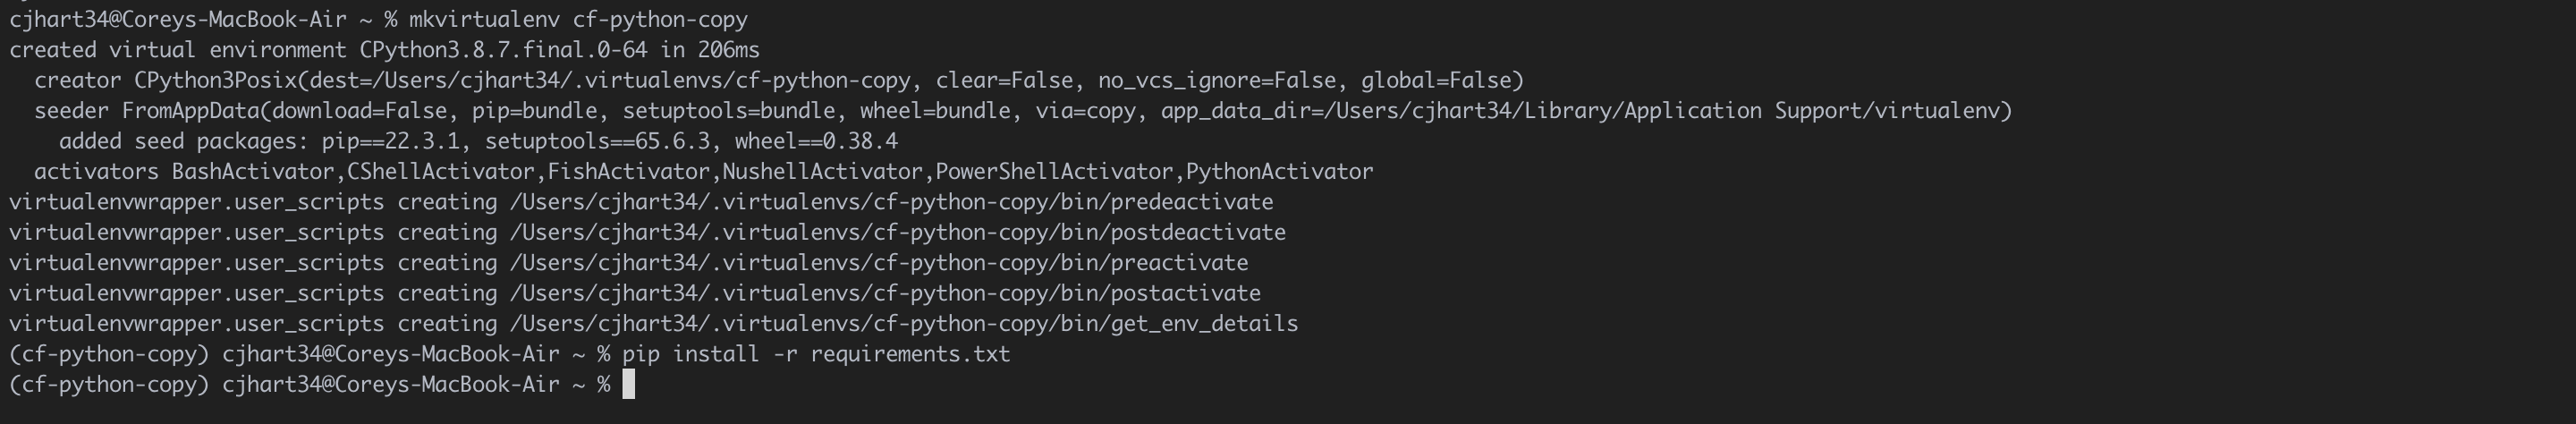 cjhart34@Coreys-MacBook-Air ~ % mkvirtualenv cf-python-copy
created virtual environment CPython3.8.7.final.0-64 in 206ms
  creator CPython3Posix(dest=/Users/cjhart34/.virtualenvs/cf-python-copy, clear=False, no_vcs_ignore=False, global=False)
  seeder FromAppData(download=False, pip=bundle, setuptools=bundle, wheel=bundle, via=copy, app_data_dir=/Users/cjhart34/Library/Application Support/virtualenv)
    added seed packages: pip==22.3.1, setuptools==65.6.3, wheel==0.38.4
  activators BashActivator,CShellActivator,FishActivator,NushellActivator,PowerShellActivator,PythonActivator
virtualenvwrapper.user_scripts creating /Users/cjhart34/.virtualenvs/cf-python-copy/bin/predeactivate
virtualenvwrapper.user_scripts creating /Users/cjhart34/.virtualenvs/cf-python-copy/bin/postdeactivate
virtualenvwrapper.user_scripts creating /Users/cjhart34/.virtualenvs/cf-python-copy/bin/preactivate
virtualenvwrapper.user_scripts creating /Users/cjhart34/.virtualenvs/cf-python-copy/bin/postactivate
virtualenvwrapper.user_scripts creating /Users/cjhart34/.virtualenvs/cf-python-copy/bin/get_env_details
(cf-python-copy) cjhart34@Coreys-MacBook-Air ~ % pip install -r requirements.txt
(cf-python-copy) cjhart34@Coreys-MacBook-Air ~ %